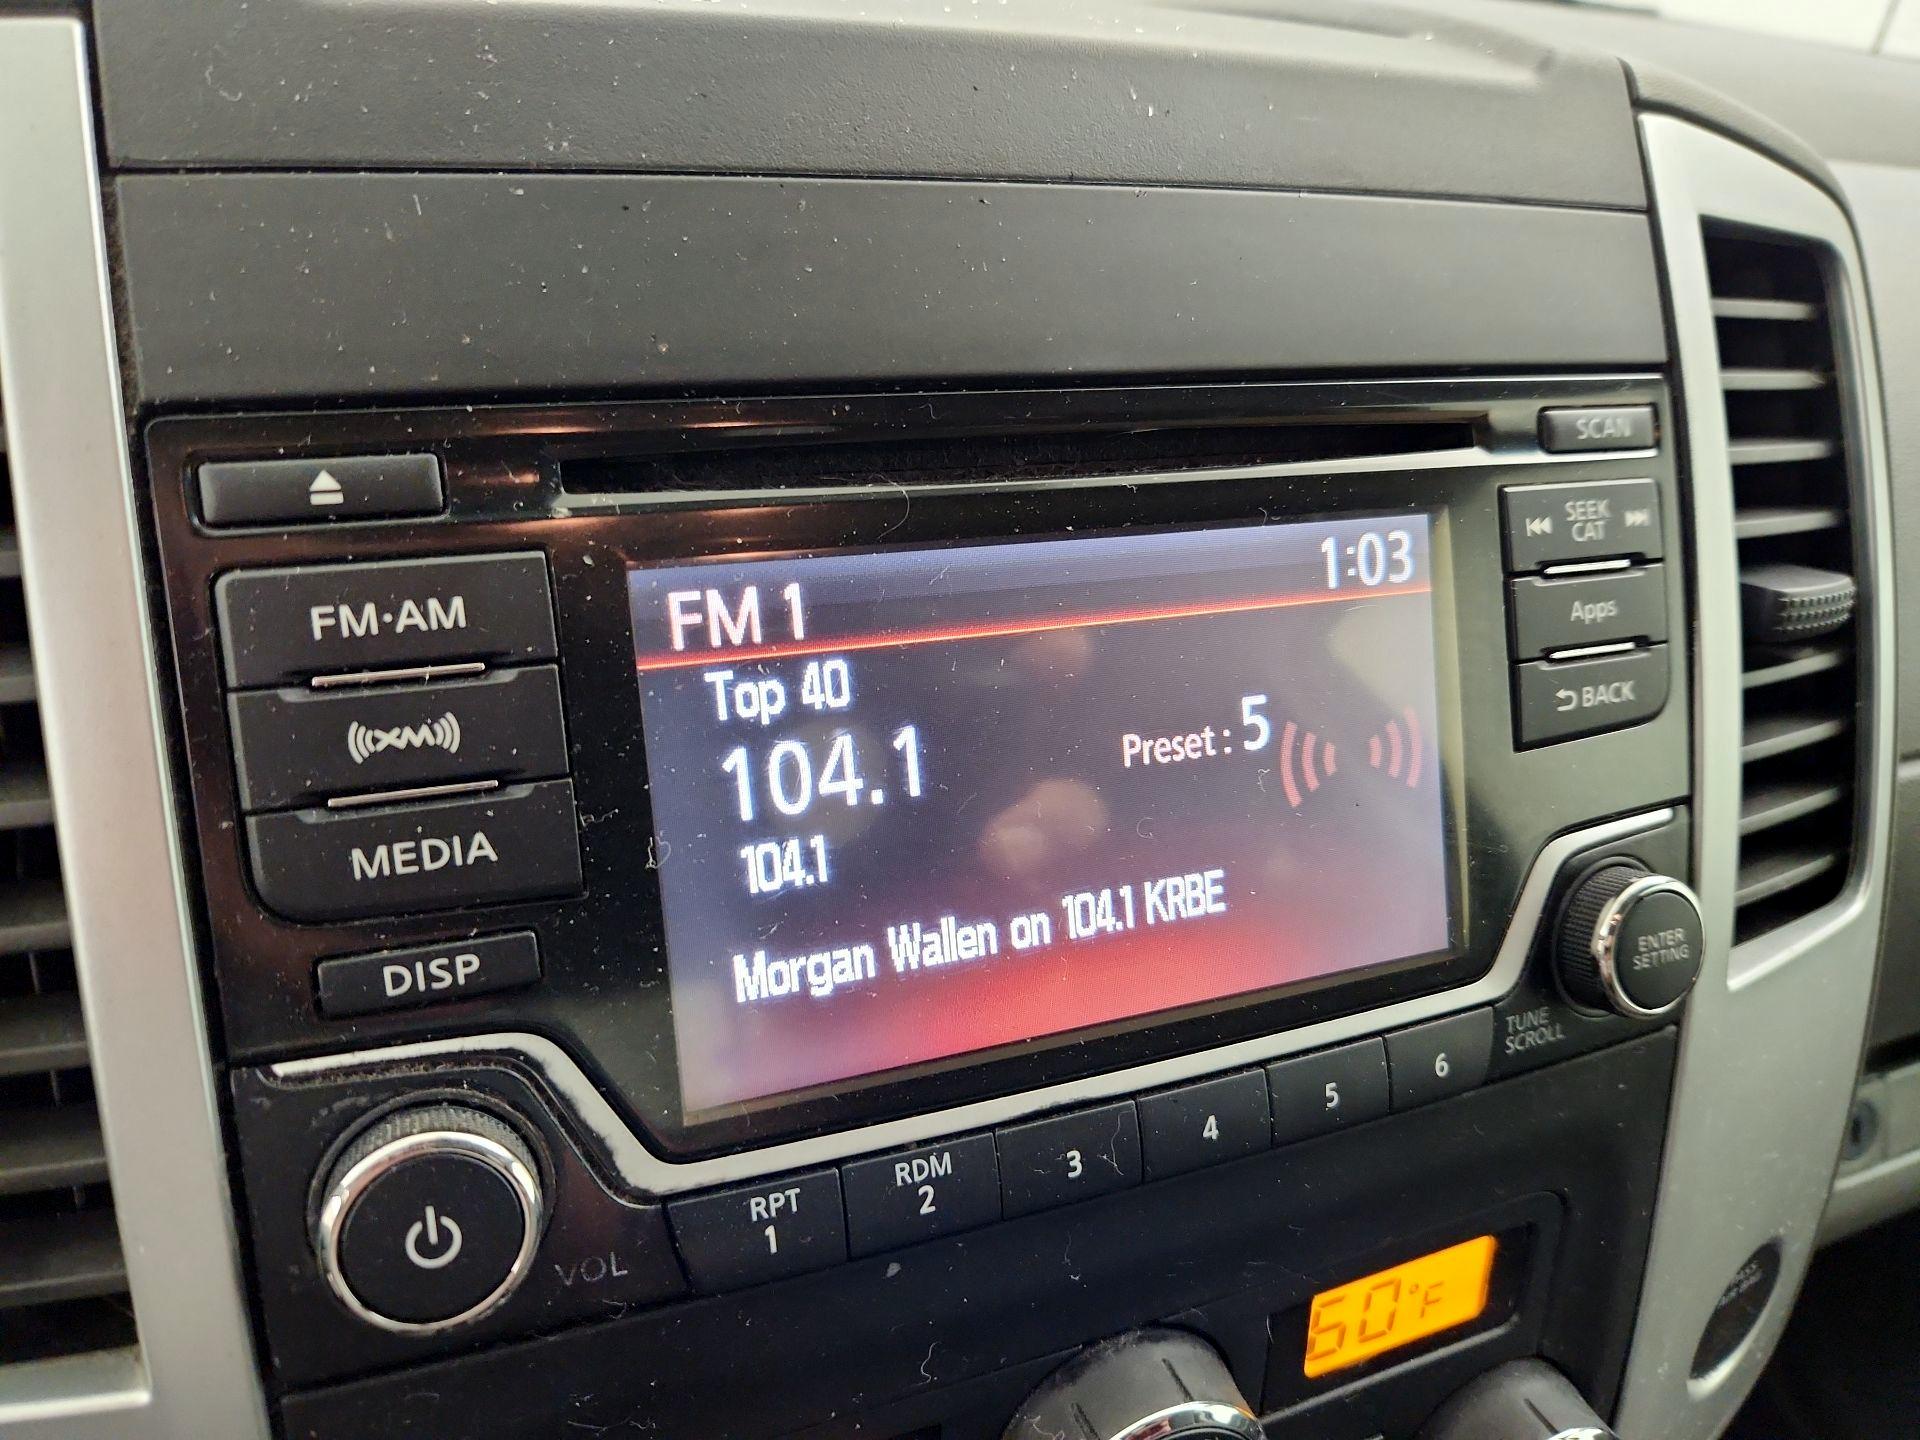 SCAN
SEEK
CAT
Apps
BACK
FM·AM
XM
MEDIA
DISP
FM 1
1:03
Top 40
104.1
Preset : 5
104.1
Morgan Wallen on 104.1 KRBE
ENTER
SETTING
TUNE
SCROLL
VOL
RPT
1
RDM
2
3
4
5
6
60°F